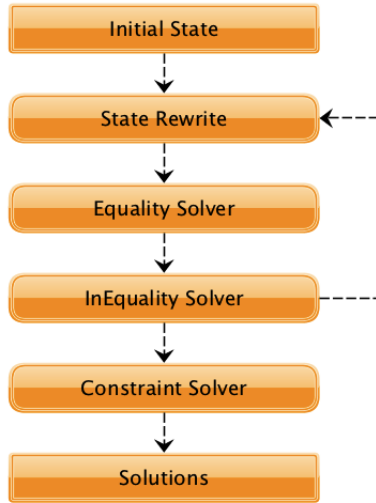 Initial State
State Rewrite
Equality Solver
InEquality Solver
Constraint Solver
Solutions